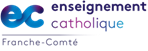 ec enseignement
catholique
Franche-Comté